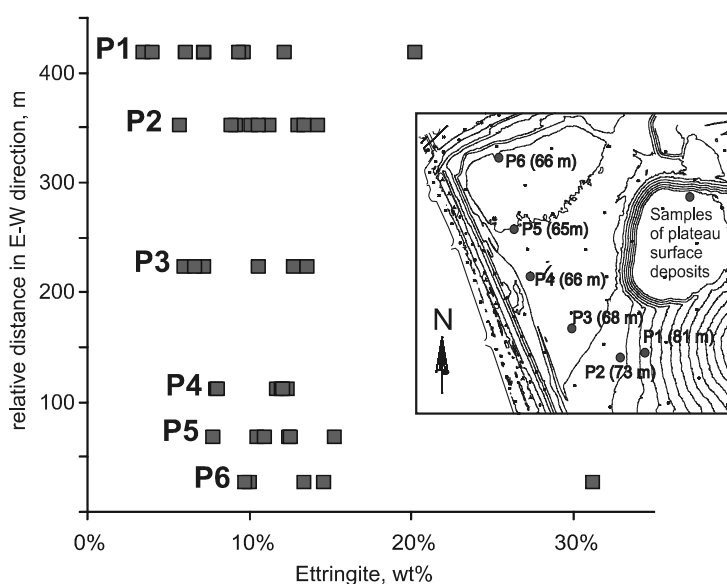 relative distance in E-W direction, m
400
300
200
100
P1
P2
P3
P4
P5
P6
0%
10%
20%
30%
Ettringite, wt%
P6 (66 m)
P5 (65m)
P4 (66 m)
P3 (68 m)
P1 (81 m)
P2 (73 m)
Samples
of plateau
surface
deposits
N